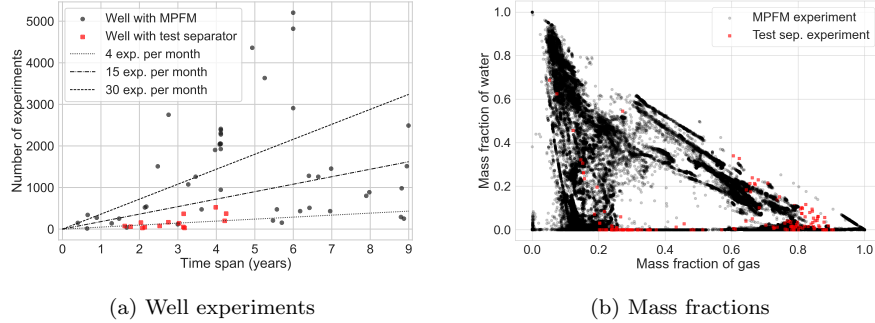 5000
4000
3000
2000
1000
0
Number of experiments
Well with MPFM
Well with test separator
4 exp. per month
15 exp. per month
30 exp. per month
0 1 2 3 4 5 6 7 8 9
Time span (years)
(a) Well experiments
1.0
0.8
0.6
0.4
0.2
0.0
Mass fraction of water
MPFM experiment
Test sep. experiment
0.0 0.2 0.4 0.6 0.8 1.0
Mass fraction of gas
(b) Mass fractions